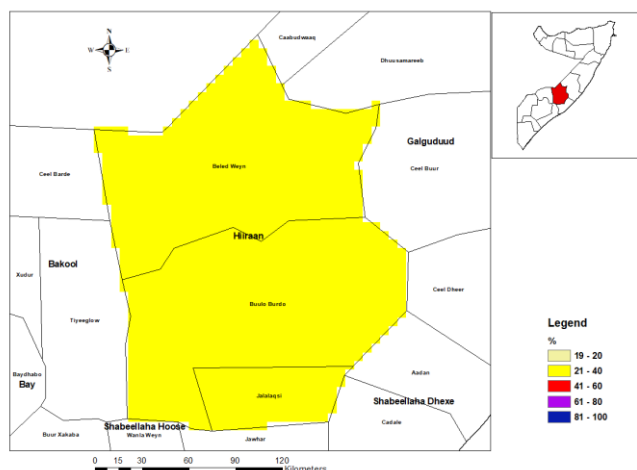 Caabudwaaq
N
W E
S
Dhuusamareeb
Galguduud
Ceel Barde
Beled Weyn
Ceel Buur
Hiiraan
Bakool
Xudur
Buulo Burdo
Ceel Dheer
Tiyeeglow
Legend
%
19 - 20
21 - 40
41 - 60
61 - 80
81 - 100
Baydhabo
Bay
Aadan
Jalalaqsi
Shabeellaha Dhexe
Shabeellaha Hoose
Buur Xakaba
Wanla Weyn
Jawhar
Cadale
0 15 30 60 90 120
Kilometers